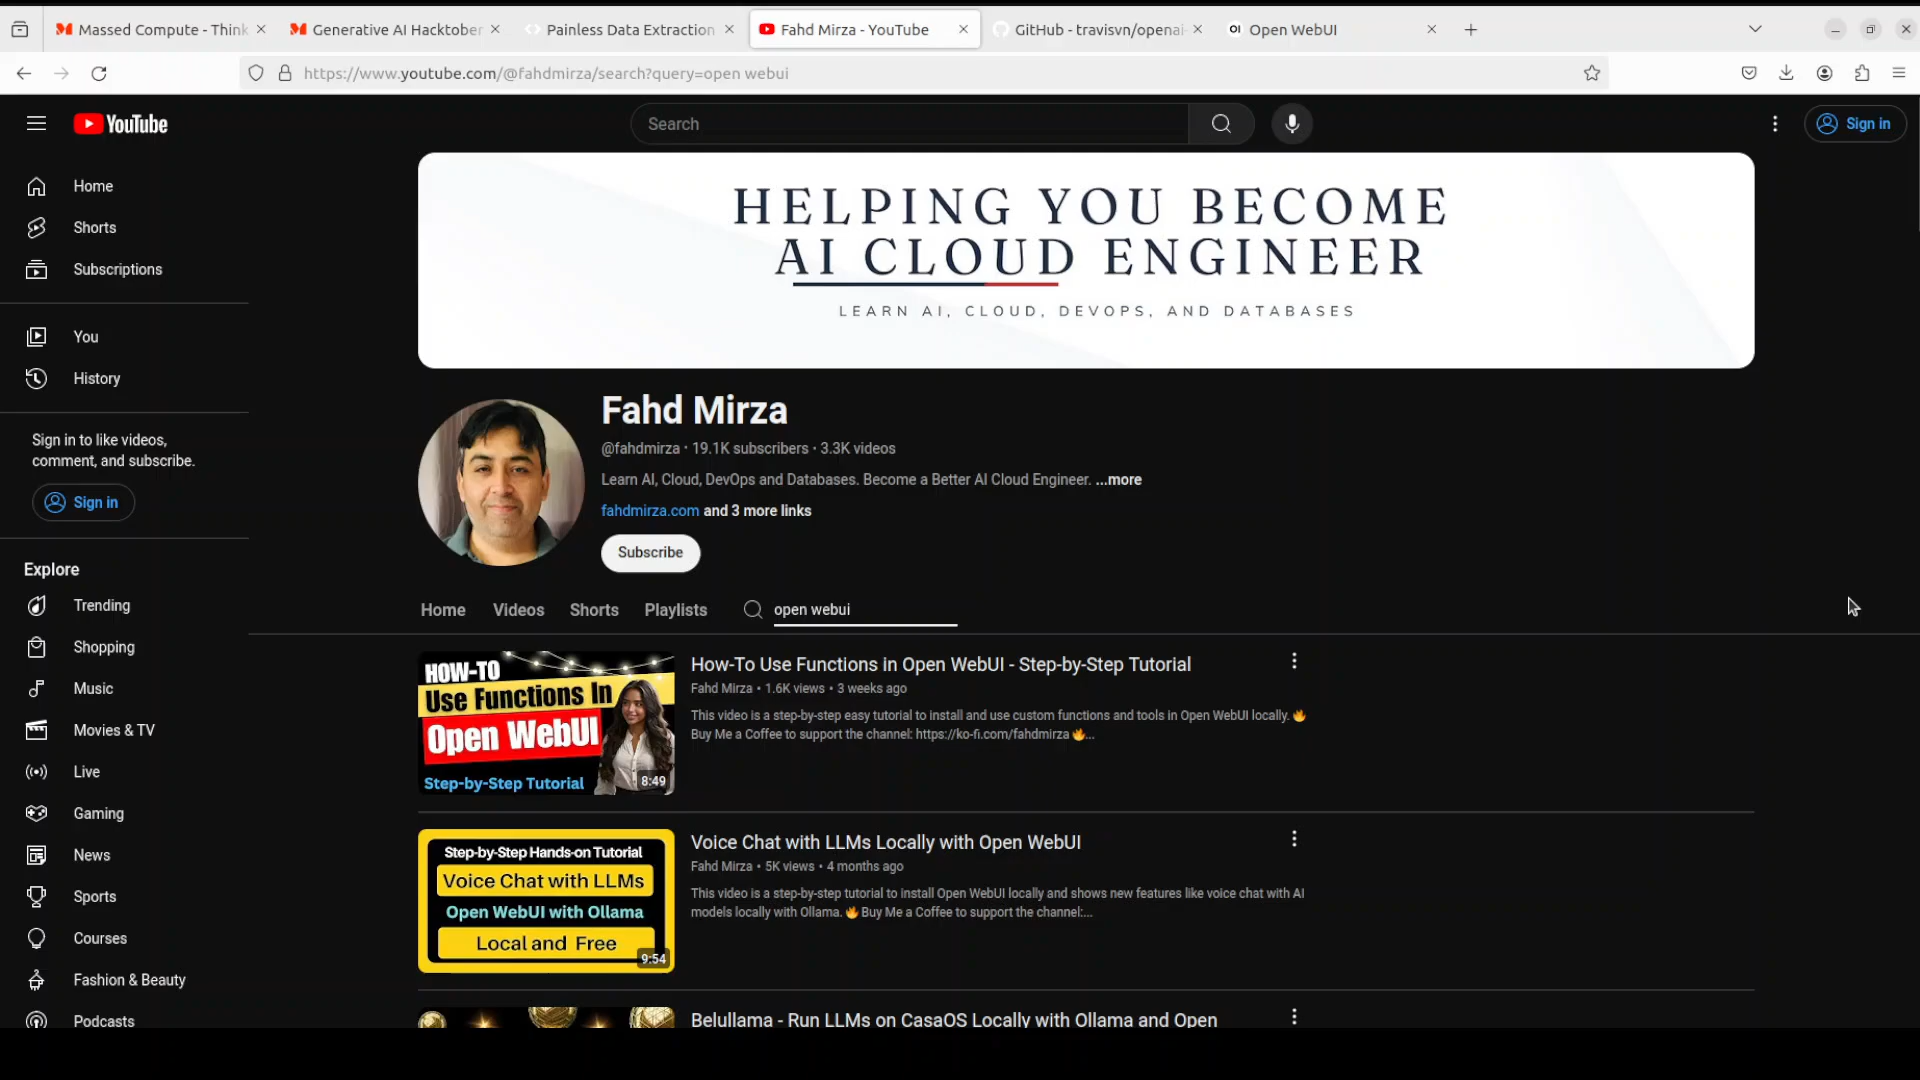 Massed Compute - Think
Generative AI Hacktober
Painless Data Extraction
Fahd Mirza - YouTube
GitHub - travisvn/openai-
OI Open WebUI
https://www.youtube.com/@fahdmirza/search?query=open webui
YouTube
Search
Sign in
Home
Shorts
Subscriptions
You
History
Sign in to like videos,
comment, and subscribe.
Sign in
Explore
Trending
Shopping
Music
Movies & TV
Live
Gaming
News
Sports
Courses
Fashion & Beauty
Podcasts
HELPING YOU BECOME
AI CLOUD ENGINEER
LEARN AI, CLOUD, DEVOPS, AND DATABASES
Fahd Mirza
@fahdmirza • 19.1K subscribers • 3.3K videos
Learn AI, Cloud, DevOps and Databases. Become a Better AI Cloud Engineer. ...more
fahdmirza.com and 3 more links
Subscribe
Home Videos Shorts Playlists open webui
HOW-TO
Use Functions In
Open WebUI
Step-by-Step Tutorial
8:49
How-To Use Functions in Open WebUI - Step-by-Step Tutorial
Fahd Mirza • 1.6K views • 3 weeks ago
This video is a step-by-step easy tutorial to install and use custom functions and tools in Open WebUI locally. 🔥
Buy Me a Coffee to support the channel: https://ko-fi.com/fahdmirza 🔥...
Step-by-Step Hands-on Tutorial
Voice Chat with LLMs
Open WebUI with Ollama
Local and Free
9:54
Voice Chat with LLMs Locally with Open WebUI
Fahd Mirza • 5K views • 4 months ago
This video is a step-by-step tutorial to install Open WebUI locally and shows new features like voice chat with AI
models locally with Ollama. 🔥 Buy Me a Coffee to support the channel:...
Belullama - Run LLMs on CasaOS Locally with Ollama and Open